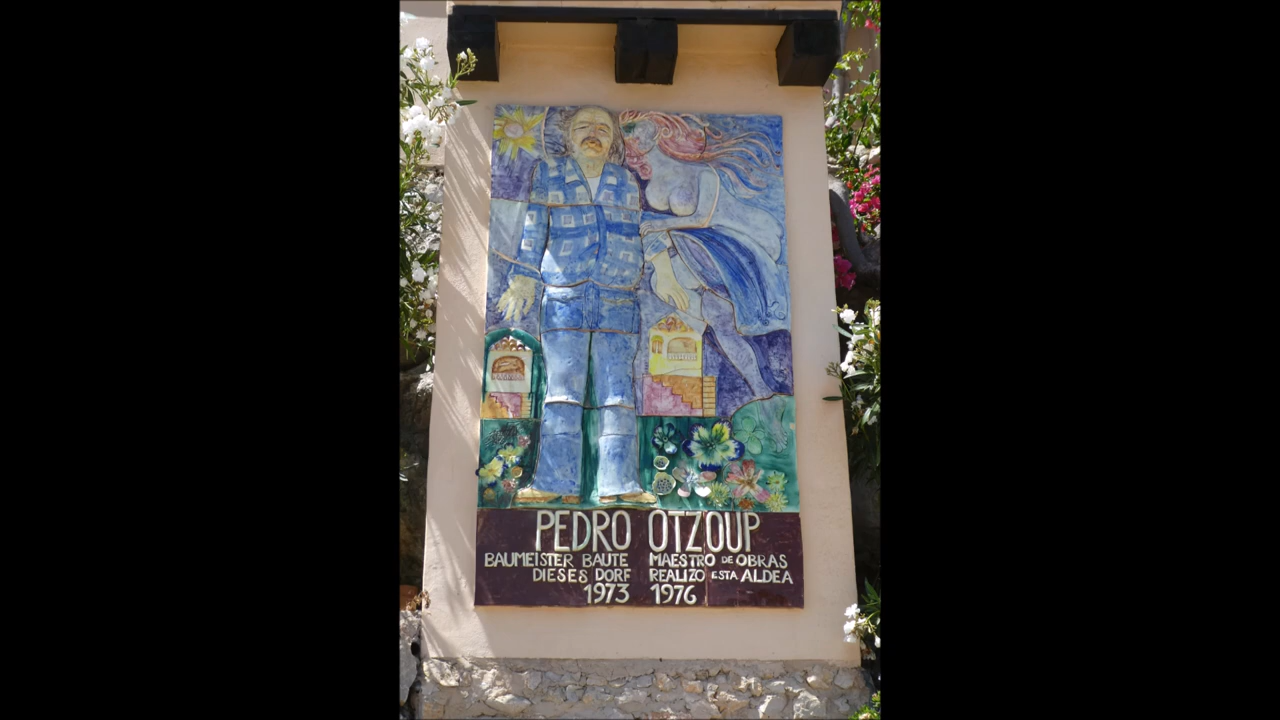 PEDRO OTZOUP
BAUMEISTER BAUTE MAESTRO DE OBRAS
DIESES DORF REALIZO ESTA ALDEA
1973 1976